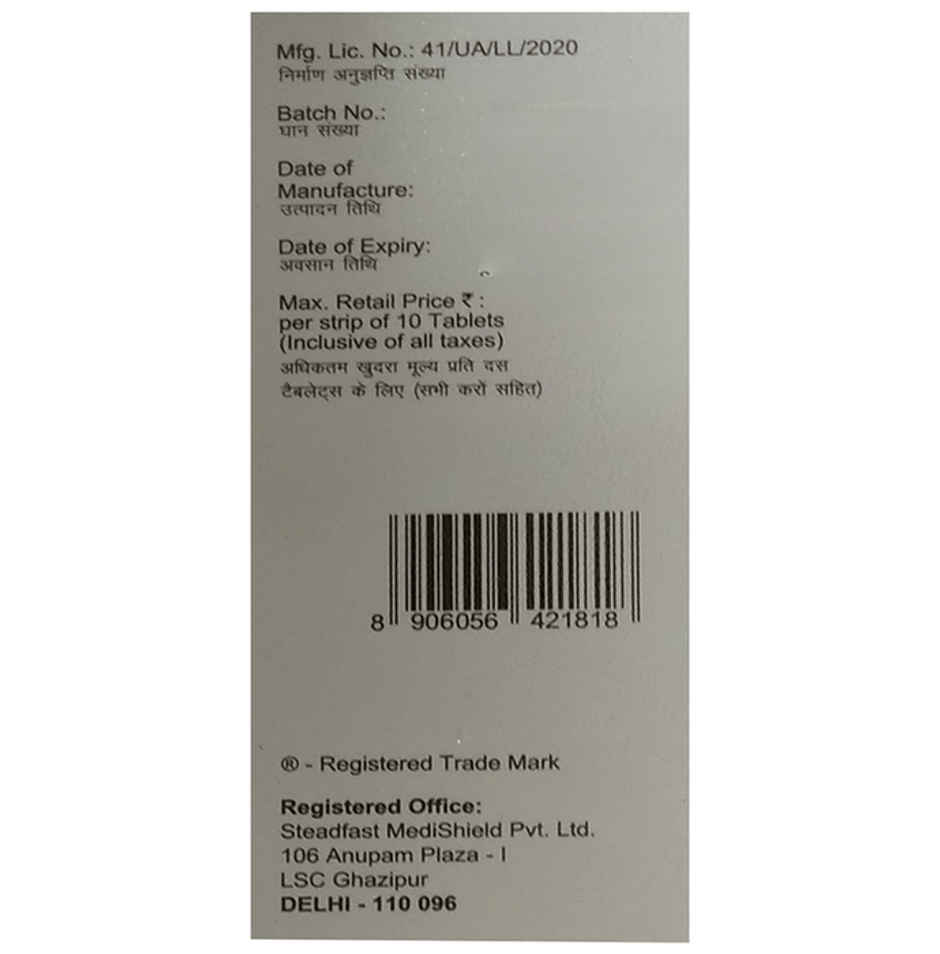 Mfg. Lic. No.: 41/UA/LL/2020
निर्माण अनुज्ञप्ति संख्या
Batch No.:
घान संख्या
Date of
Manufacture:
उत्पादन तिथि
Date of Expiry:
अवसान तिथि
Max. Retail Price ₹ :
per strip of 10 Tablets
(Inclusive of all taxes)
अधिकतम खुदरा मूल्य प्रति दस
टैबलेट्स के लिए (सभी करों सहित)
8 906056 421818
® - Registered Trade Mark
Registered Office:
Steadfast MediShield Pvt. Ltd.
106 Anupam Plaza - I
LSC Ghazipur
DELHI - 110 096